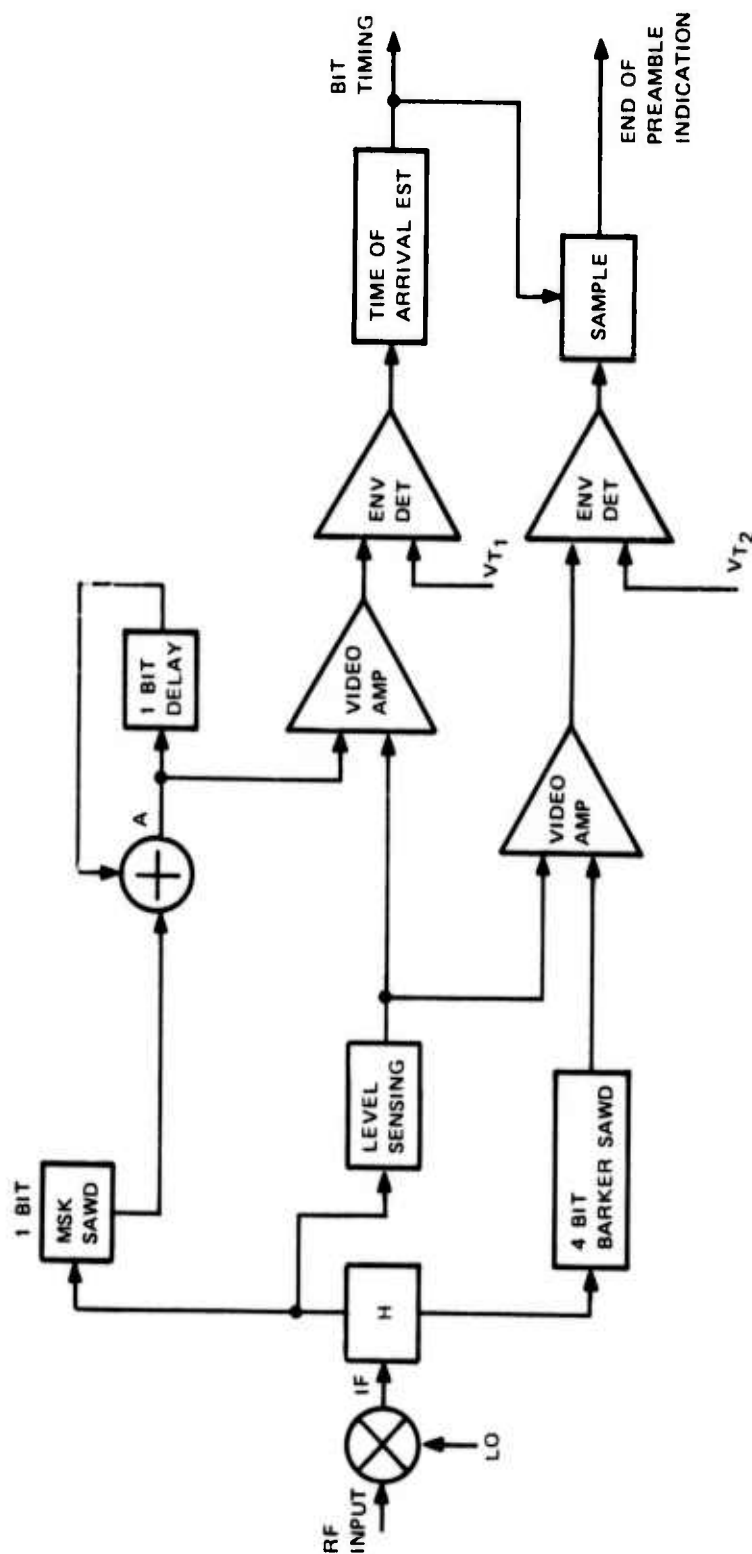 RF
INPUT
LO
IF
H
1 BIT
MSK
SAWD
LEVEL
SENSING
4 BIT
BARKER SAWD
A
1 BIT
DELAY
VIDEO
AMP
VIDEO
AMP
ENV
DET
VT1
ENV
DET
VT2
TIME OF
ARRIVAL EST
SAMPLE
BIT
TIMING
END OF
PREAMBLE
INDICATION